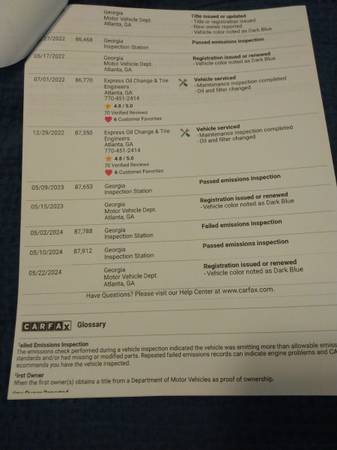 Georgia
Motor Vehicle Dept.
Atlanta, GA
Title issued or updated
- Title or registration issued
- New owner reported
- Vehicle color noted as Dark Blue
27/2022 86,468 Georgia Passed emissions inspection
Inspection Station
05/17/2022 Georgia Registration issued or renewed
Motor Vehicle Dept. - Vehicle color noted as Dark Blue
Atlanta, GA
07/01/2022 86,770 Express Oil Change & Tire Vehicle serviced
Engineers - Maintenance inspection completed
Atlanta, GA - Oil and filter changed
770-451-2414
4.8 / 5.0
70 Verified Reviews
6 Customer Favorites
12/29/2022 87,350 Express Oil Change & Tire Vehicle serviced
Engineers - Maintenance inspection completed
Atlanta, GA - Oil and filter changed
770-451-2414
4.8 / 5.0
70 Verified Reviews
6 Customer Favorites
05/09/2023 87,653 Georgia Passed emissions inspection
Inspection Station
05/15/2023 Georgia Registration issued or renewed
Motor Vehicle Dept. - Vehicle color noted as Dark Blue
Atlanta, GA
05/02/2024 87,788 Georgia Failed emissions inspection
Inspection Station
05/10/2024 87,912 Georgia Passed emissions inspection
Inspection Station
05/22/2024 Georgia Registration issued or renewed
Motor Vehicle Dept. - Vehicle color noted as Dark Blue
Atlanta, GA
Have Questions? Please visit our Help Center at www.carfax.com.
CARFAX Glossary
Failed Emissions Inspection
The emissions check performed during a vehicle inspection indicated the vehicle was emitting more than allowable
standards and/or had missing or modified parts. Repeated failed emissions records can indicate engine problems and
recommends you have the vehicle inspected.
First Owner
When the first owner(s) obtains a title from a Department of Motor Vehicles as proof of ownership.